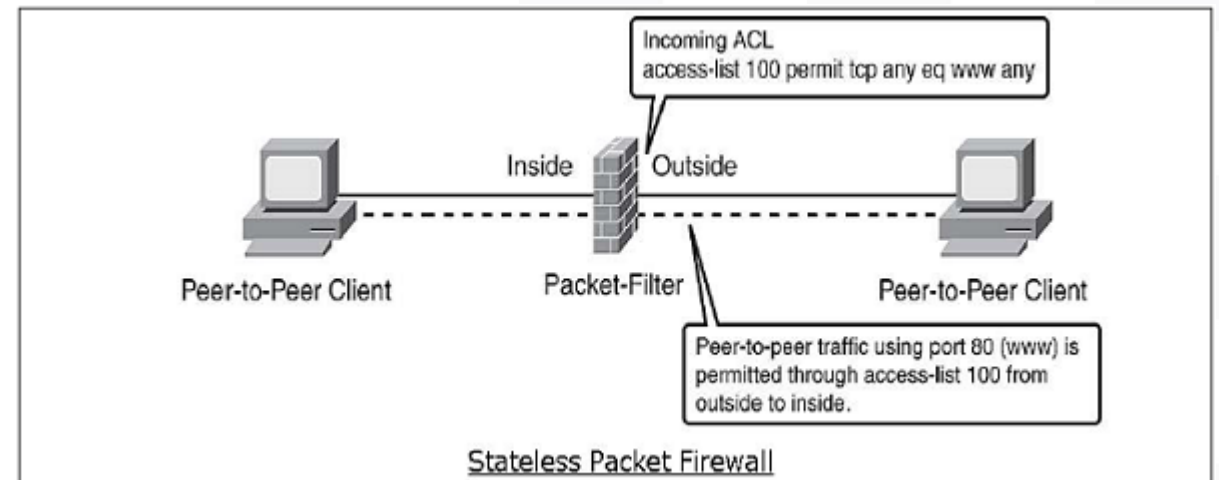 Incoming ACL
access-list 100 permit tcp any eq www any
Inside
Outside
Peer-to-Peer Client
Packet-Filter
Peer-to-Peer Client
Peer-to-peer traffic using port 80 (www) is
permitted through access-list 100 from
outside to inside.
Stateless Packet Firewall